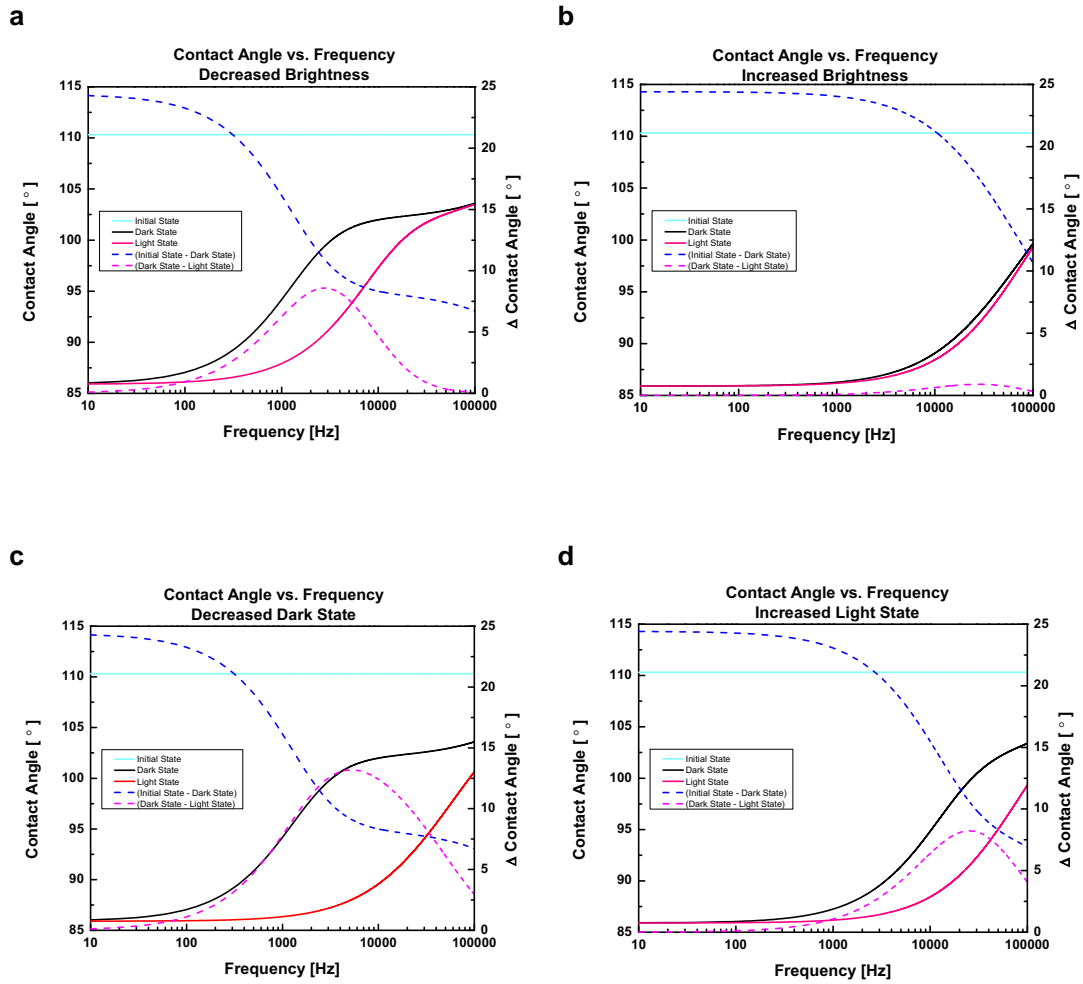 a
Contact Angle vs. Frequency
Decreased Brightness
115
110
105
100
95
90
85
25
20
15
10
5
0
Contact Angle [ ° ]
Δ Contact Angle [ ° ]
Initial State
Dark State
Light State
(Initial State - Dark State)
(Dark State - Light State)
10 100 1000 10000 100000
Frequency [Hz]
b
Contact Angle vs. Frequency
Increased Brightness
115
110
105
100
95
90
85
25
20
15
10
5
0
Contact Angle [ ° ]
Δ Contact Angle [ ° ]
Initial State
Dark State
Light State
(Initial State - Dark State)
(Dark State - Light State)
10 100 1000 10000 100000
Frequency [Hz]
c
Contact Angle vs. Frequency
Decreased Dark State
115
110
105
100
95
90
85
25
20
15
10
5
0
Contact Angle [ ° ]
Δ Contact Angle [ ° ]
Initial State
Dark State
Light State
(Initial State - Dark State)
(Dark State - Light State)
10 100 1000 10000 100000
Frequency [Hz]
d
Contact Angle vs. Frequency
Increased Light State
115
110
105
100
95
90
85
25
20
15
10
5
0
Contact Angle [ ° ]
Δ Contact Angle [ ° ]
Initial State
Dark State
Light State
(Initial State - Dark State)
(Dark State - Light State)
10 100 1000 10000 100000
Frequency [Hz]